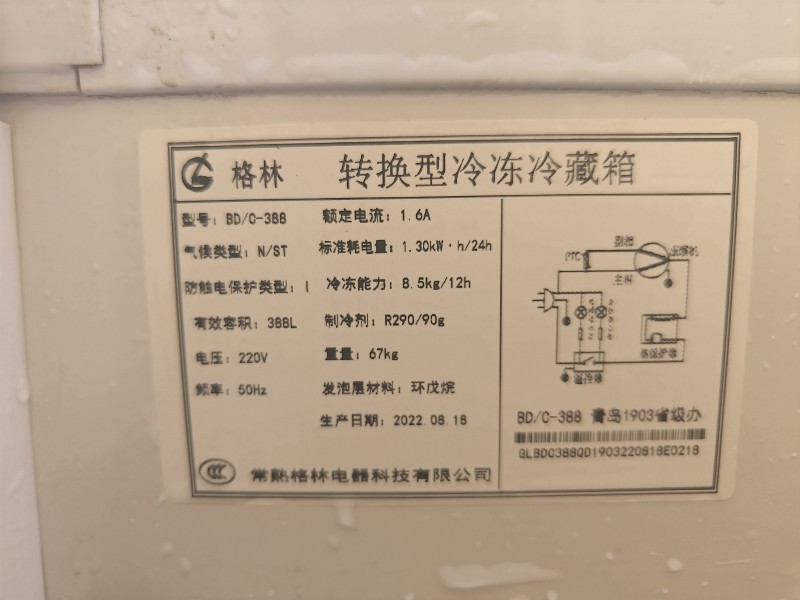 格林 转换型冷冻冷藏箱
型号：BD/C-388 额定电流：1.6A
气候类型：N/ST 标准耗电量：1.30kW·h/24h
防触电保护类型：I 冷冻能力：8.5kg/12h
有效容积：388L 制冷剂：R290/90g
电压：220V 重量：67kg
频率：50Hz 发泡层材料：环戊烷
生产日期：2022.08.18
常熟格林电器科技有限公司
PTC
BD/C-388 青岛1903省级办
GLBDC388QD1903220818E0218